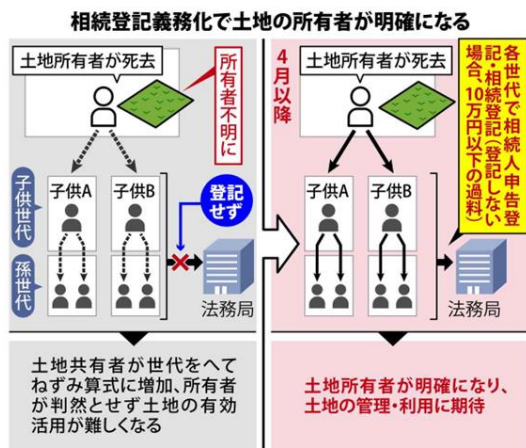 相続登記義務化で土地の所有者が明確になる
土地所有者が死去
所有者
不明に
子供世代
子供A
子供B
登記
せず
孫世代
法務局
土地共有者が世代をへて
ねずみ算式に増加、所有者
が判然とせず土地の有効
活用が難しくなる
4月以降
土地所有者が死去
各世代で相続人申告登
記・相続登記(登記しない
場合、10万円以下の過料)
子供A
子供B
法務局
土地所有者が明確になり、
土地の管理・利用に期待